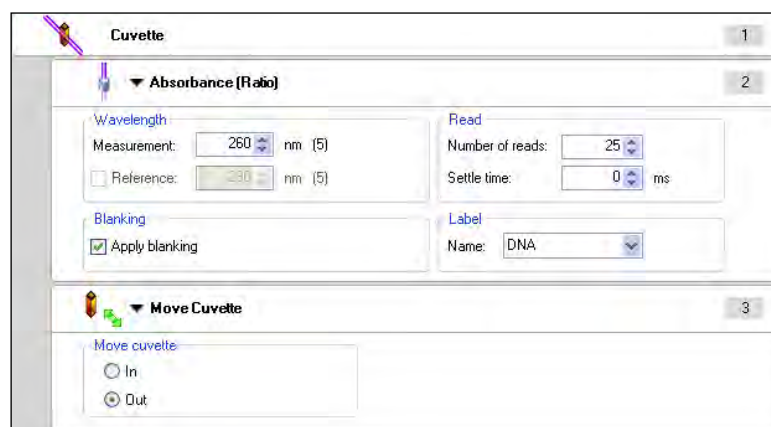 Cuvette 1
Absorbance (Ratio) 2
Wavelength
Measurement: 260 nm (5)
Reference: nm (5)
Read
Number of reads: 25
Settle time: 0 ms
Blanking
Apply blanking
Label
Name: DNA
Move Cuvette 3
Move cuvette
In
Out